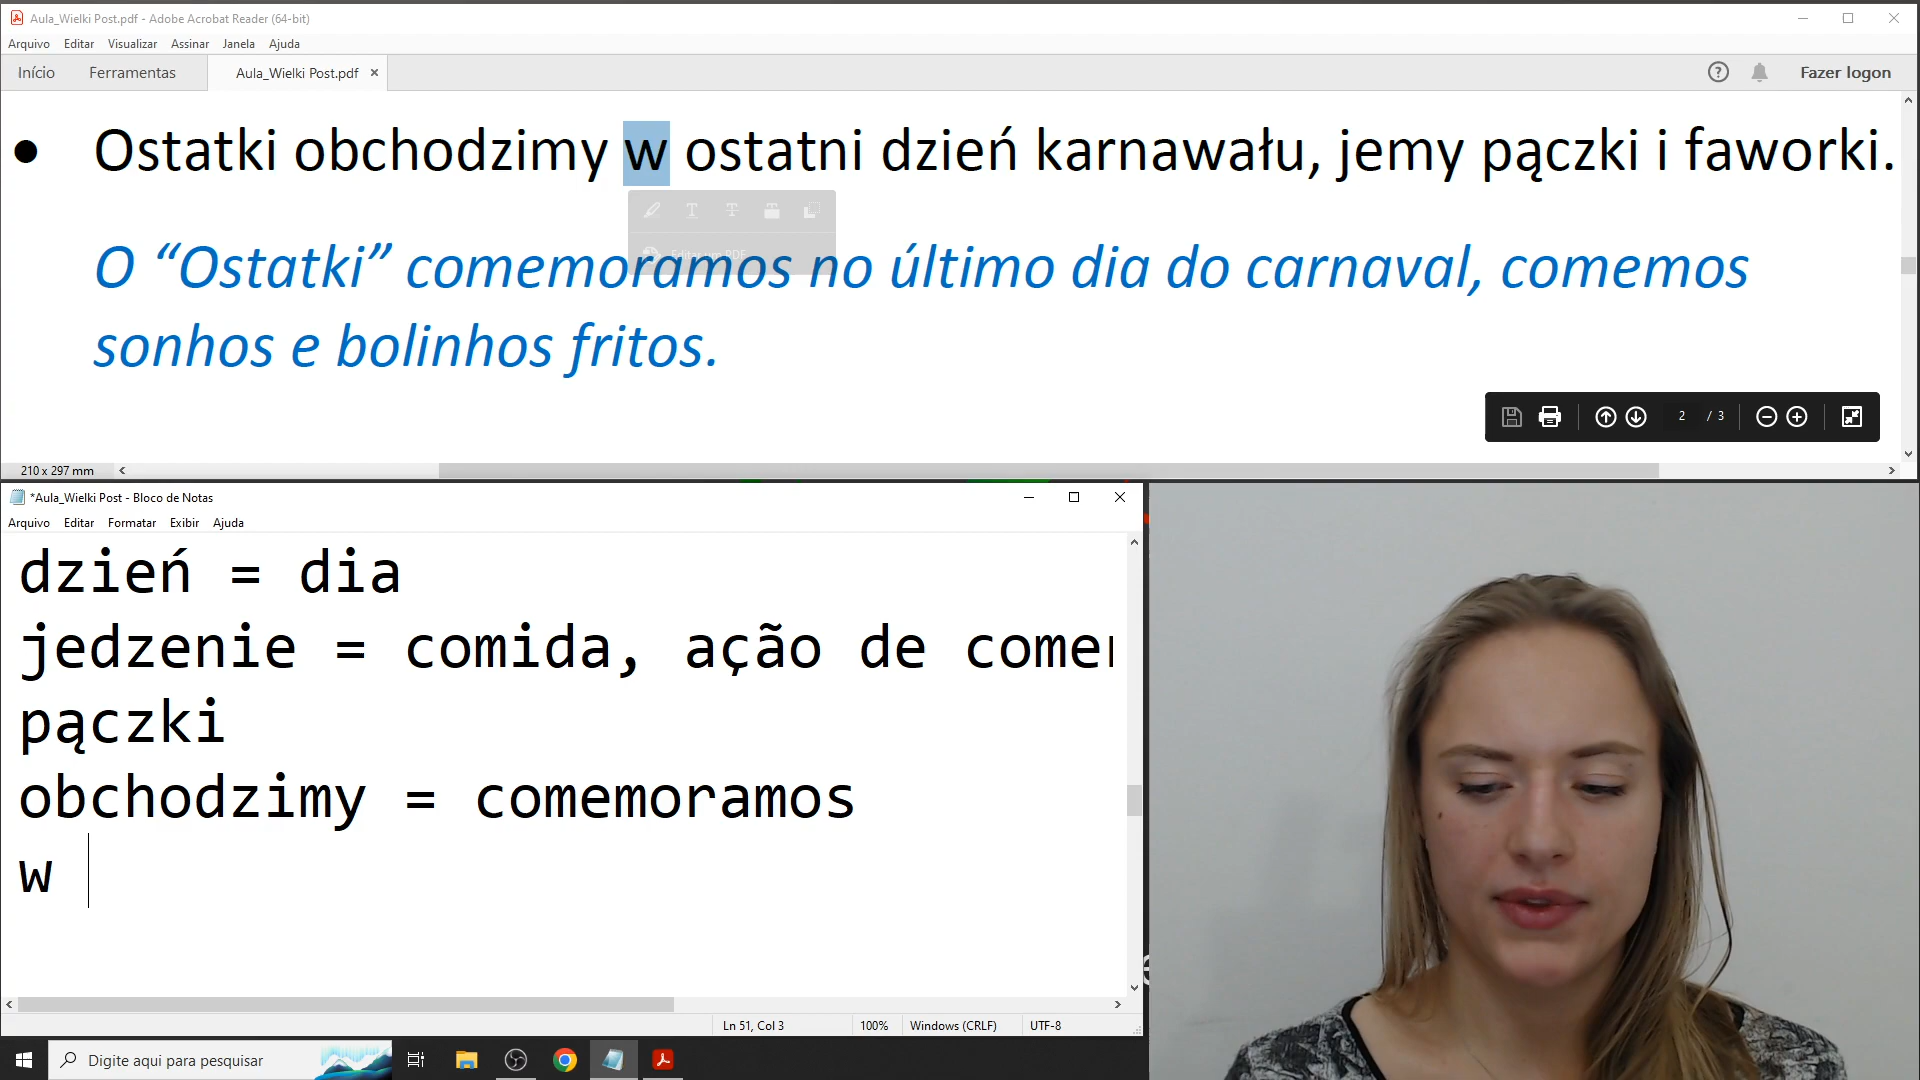 Aula_Wielki Post.pdf - Adobe Acrobat Reader (64-bit)
Arquivo Editar Visualizar Assinar Janela Ajuda
Início Ferramentas Aula_Wielki Post.pdf Fazer logon
• Ostatki obchodzimy w ostatni dzień karnawału, jemy pączki i faworki.
Editar um PDF
O “Ostatki” comemoramos no último dia do carnaval, comemos
sonhos e bolinhos fritos.
2 / 3
210 x 297 mm
*Aula_Wielki Post - Bloco de Notas
Arquivo Editar Formatar Exibir Ajuda
dzień = dia
jedzenie = comida, ação de comer
pączki
obchodzimy = comemoramos
w
Ln 51, Col 3 100% Windows (CRLF) UTF-8
Digite aqui para pesquisar